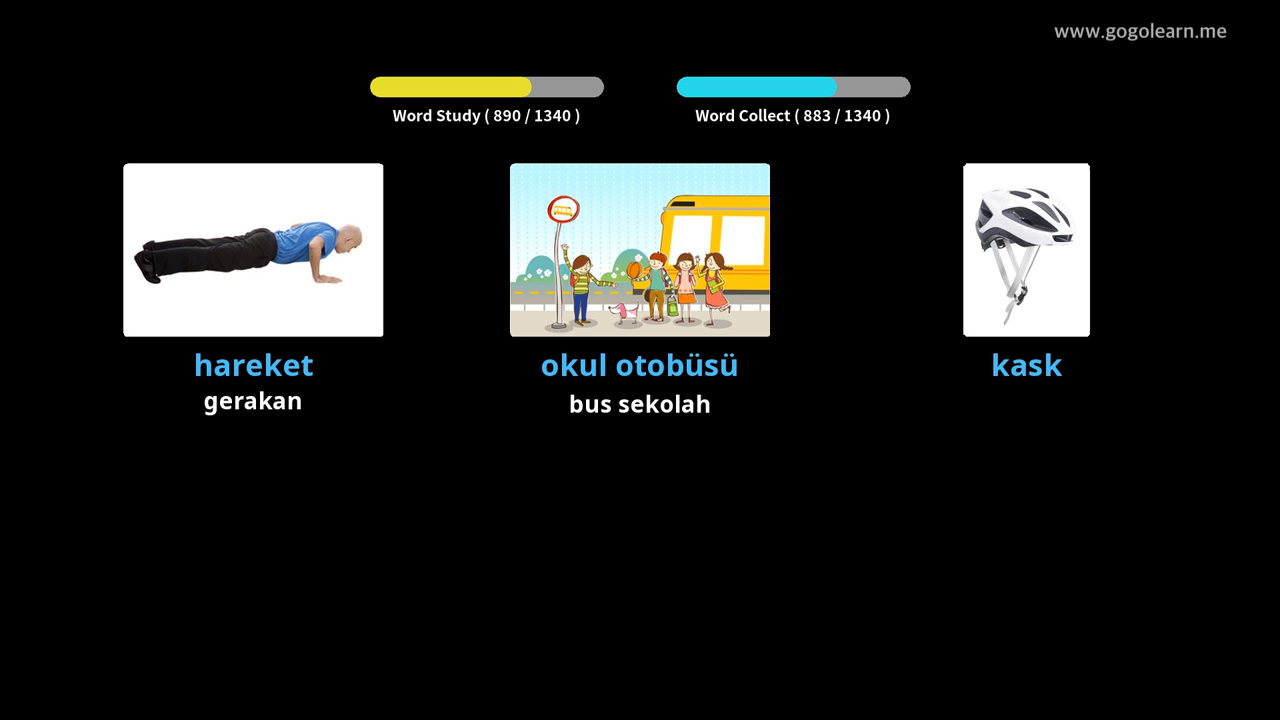 www.gogolearn.me
Word Study ( 890 / 1340 )
Word Collect ( 883 / 1340 )
hareket
gerakan
okul otobüsü
bus sekolah
kask